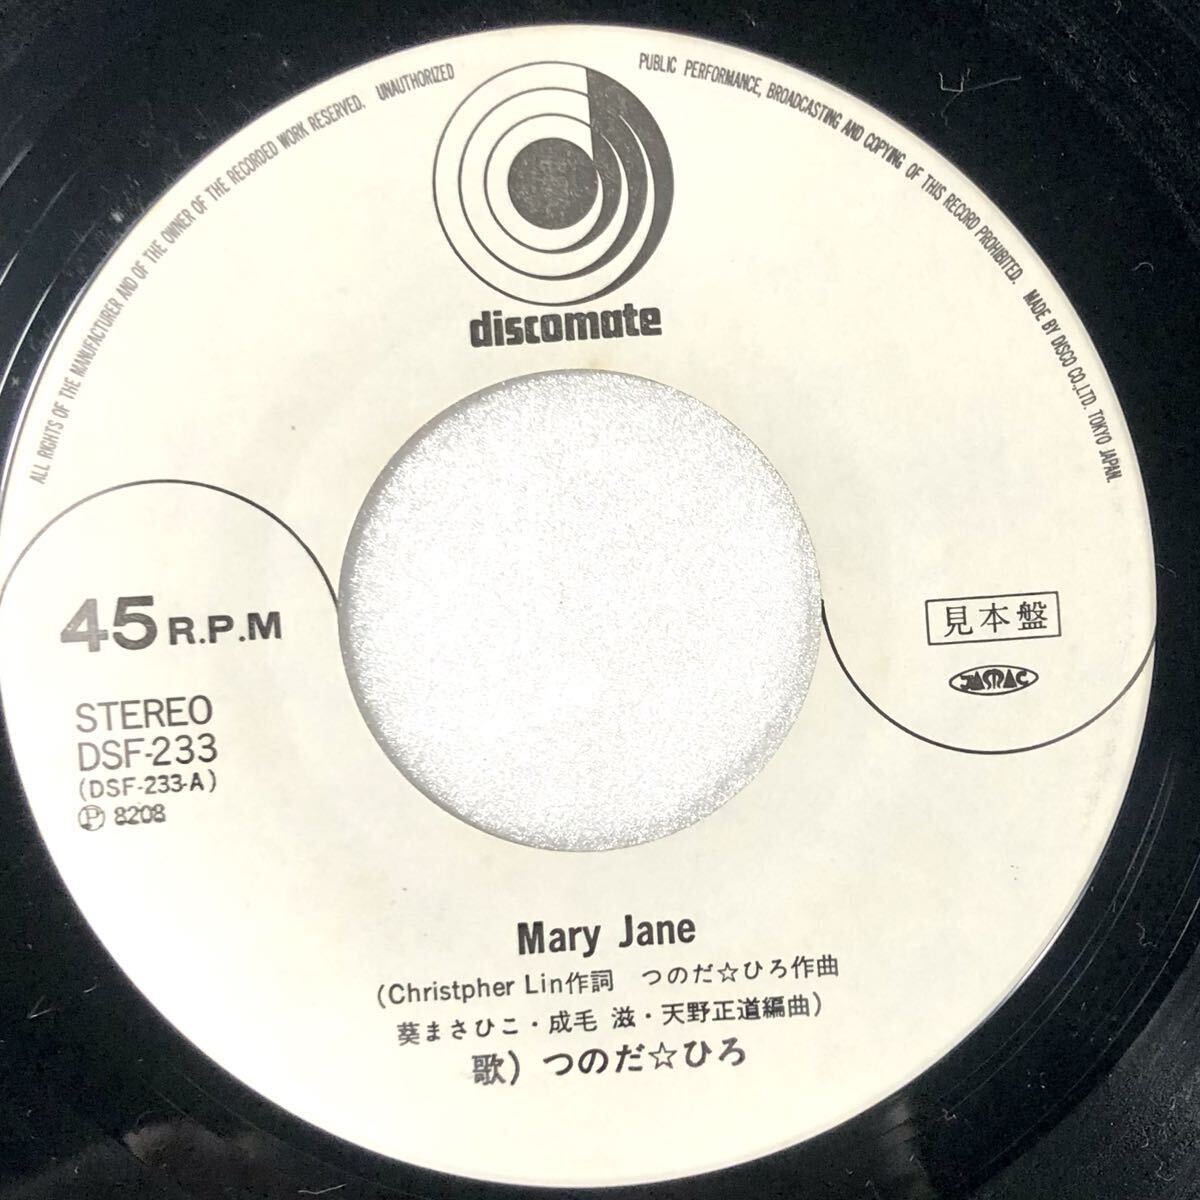 ALL RIGHTS OF THE MANUFACTURER AND OF THE OWNER OF THE RECORDED WORK RESERVED. UNAUTHORIZED
PUBLIC PERFORMANCE, BROADCASTING AND COPYING OF THIS RECORD PROHIBITED. MADE BY DISCO CO.,LTD. TOKYO JAPAN.
discomate
45 R.P.M
STEREO
DSF-233
(DSF-233-A)
Ⓟ 8208
見本盤
JASRAC
Mary Jane
(Christpher Lin作詞 つのだ☆ひろ作曲
葵まさひこ・成毛 滋・天野正道編曲)
歌) つのだ☆ひろ